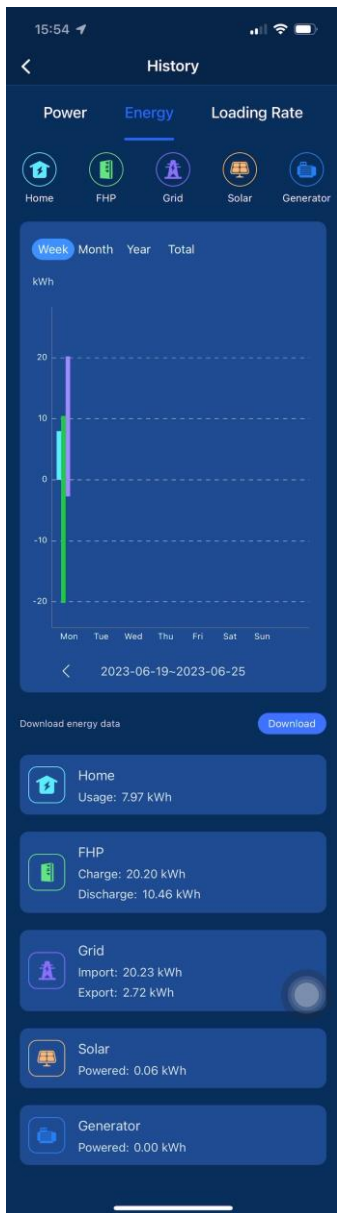 15:54
History
Power Energy Loading Rate
Home FHP Grid Solar Generator
Week Month Year Total
kWh
20
10
0
-10
-20
Mon Tue Wed Thu Fri Sat Sun
2023-06-19~2023-06-25
Download energy data Download
Home
Usage: 7.97 kWh
FHP
Charge: 20.20 kWh
Discharge: 10.46 kWh
Grid
Import: 20.23 kWh
Export: 2.72 kWh
Solar
Powered: 0.06 kWh
Generator
Powered: 0.00 kWh